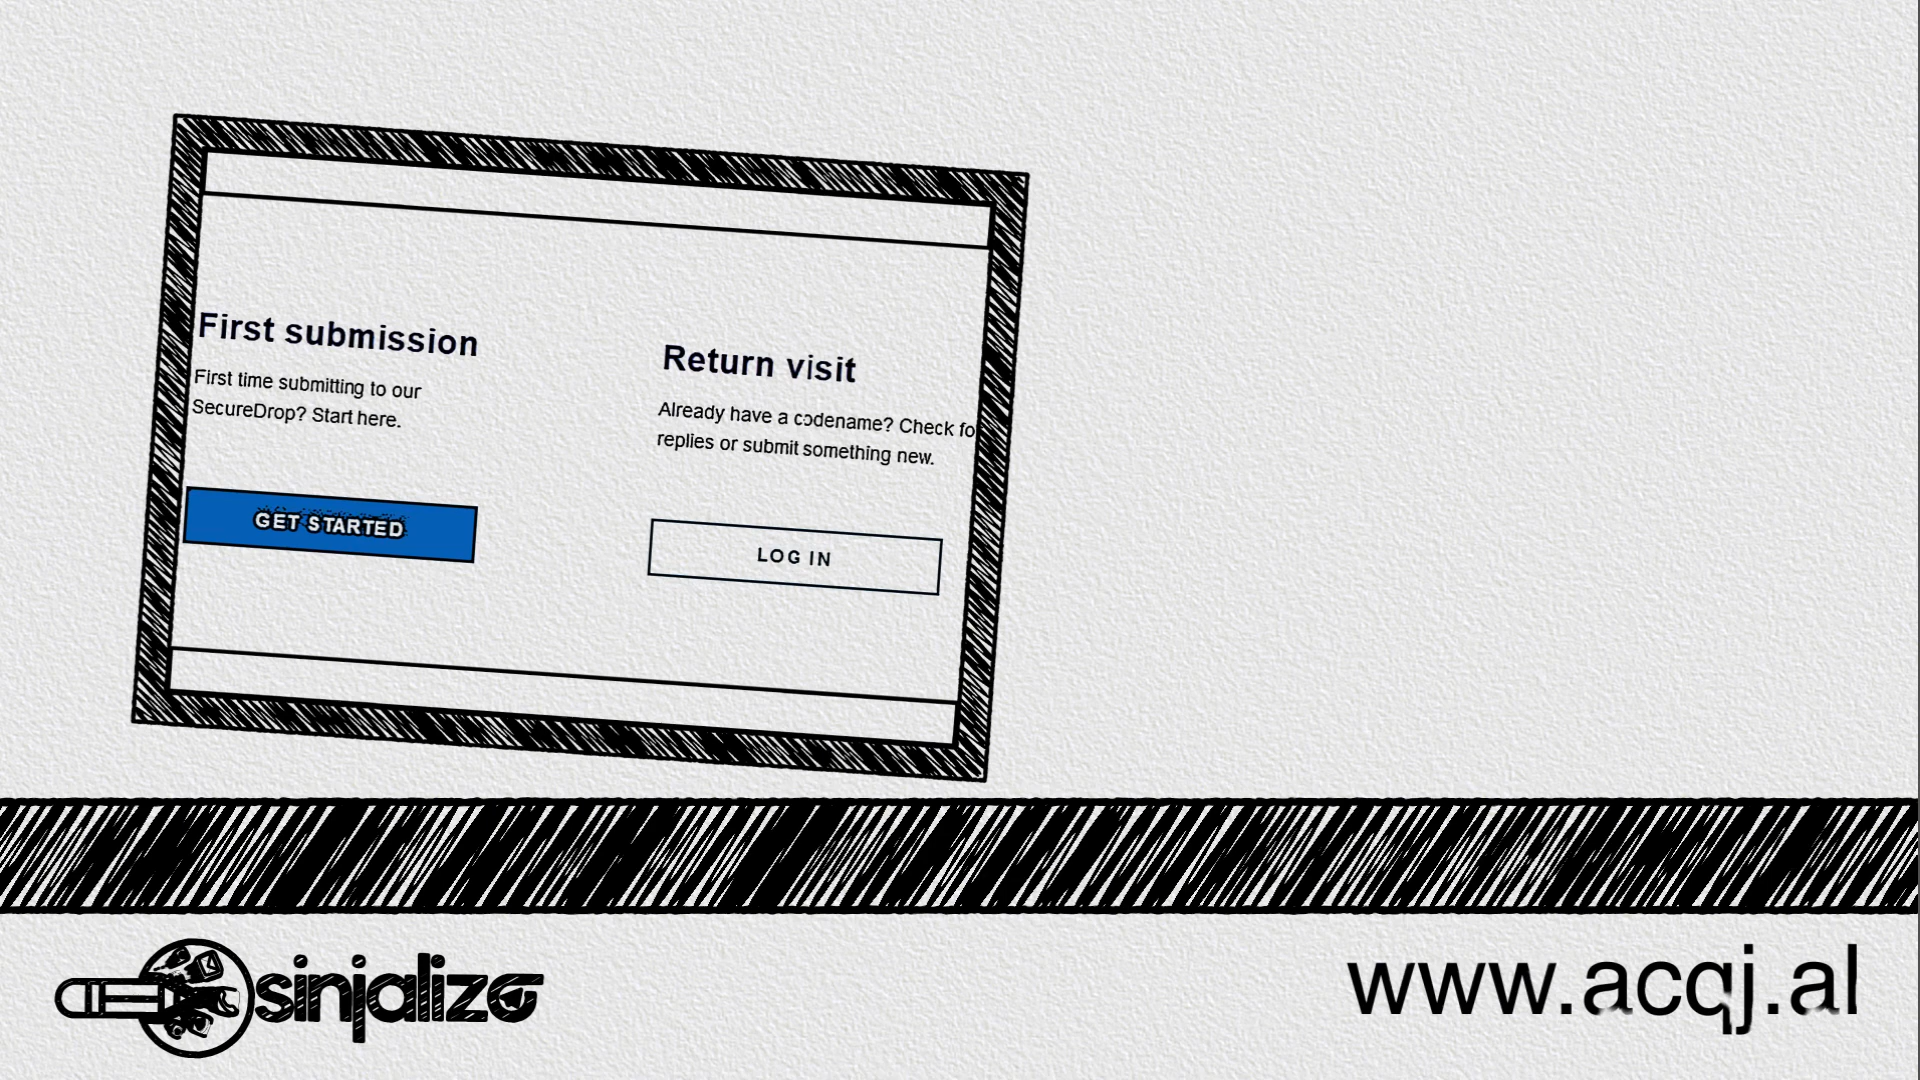 First submission
First time submitting to our
SecureDrop? Start here.
GET STARTED
Return visit
Already have a codename? Check fo
replies or submit something new.
LOG IN
sinjalizo
www.acqj.al